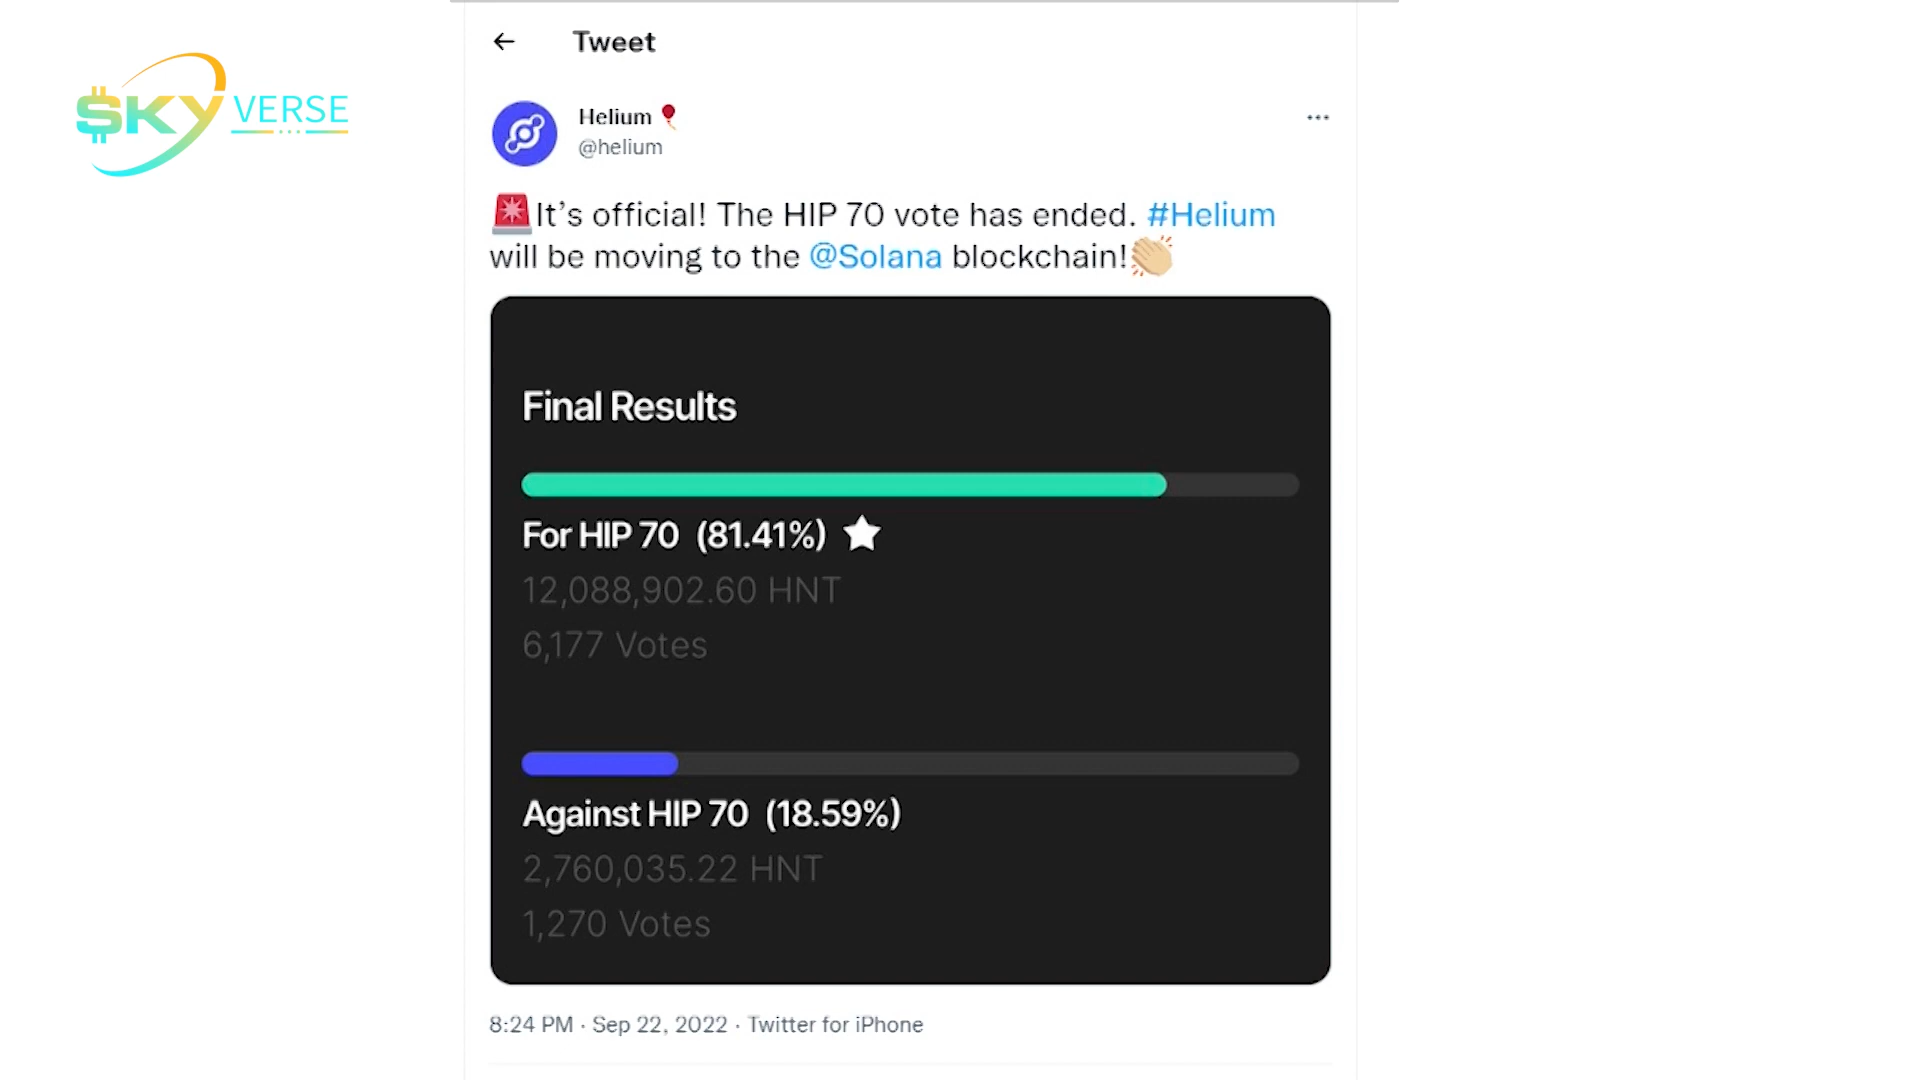 $KY VERSE
Tweet
Helium
@helium
It’s official! The HIP 70 vote has ended. #Helium
will be moving to the @Solana blockchain!
Final Results
For HIP 70 (81.41%)
12,088,902.60 HNT
6,177 Votes
Against HIP 70 (18.59%)
2,760,035.22 HNT
1,270 Votes
8:24 PM · Sep 22, 2022 · Twitter for iPhone